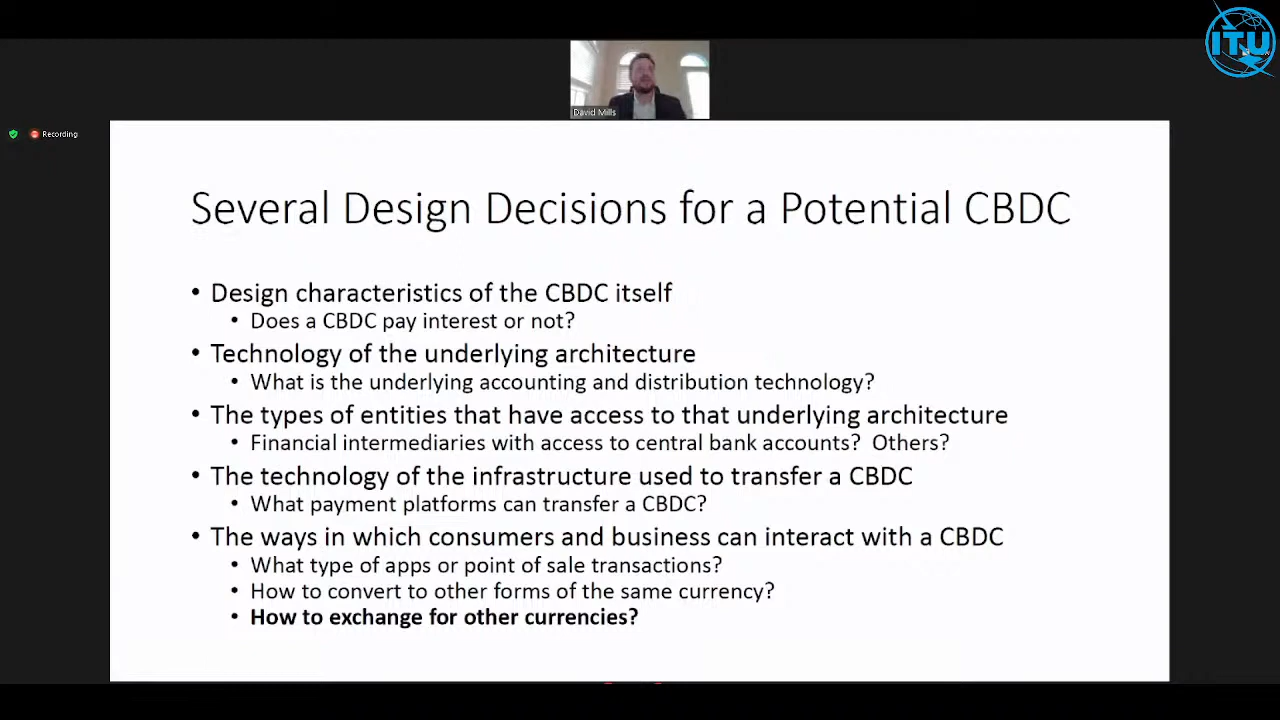 ITU
David Mills
Recording
Several Design Decisions for a Potential CBDC
• Design characteristics of the CBDC itself
• Does a CBDC pay interest or not?
• Technology of the underlying architecture
• What is the underlying accounting and distribution technology?
• The types of entities that have access to that underlying architecture
• Financial intermediaries with access to central bank accounts? Others?
• The technology of the infrastructure used to transfer a CBDC
• What payment platforms can transfer a CBDC?
• The ways in which consumers and business can interact with a CBDC
• What type of apps or point of sale transactions?
• How to convert to other forms of the same currency?
• How to exchange for other currencies?